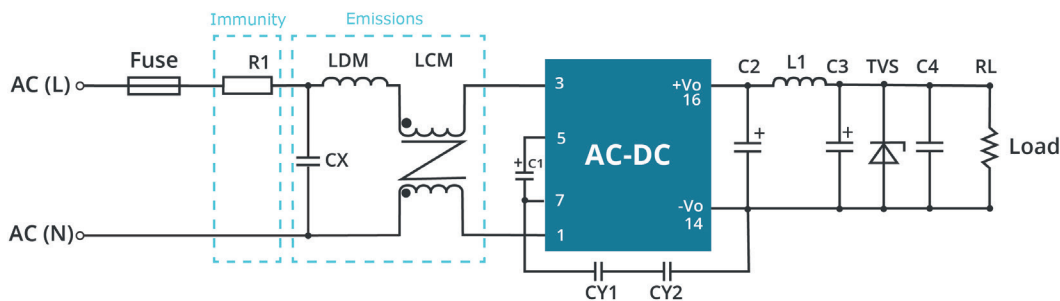 Immunity
Emissions
Fuse
R1
LDM
LCM
C2
L1
C3
TVS
C4
RL
AC (L)
3
+Vo
16
5
+
C1
AC-DC
+
+
Load
CX
7
-Vo
14
AC (N)
1
CY1
CY2